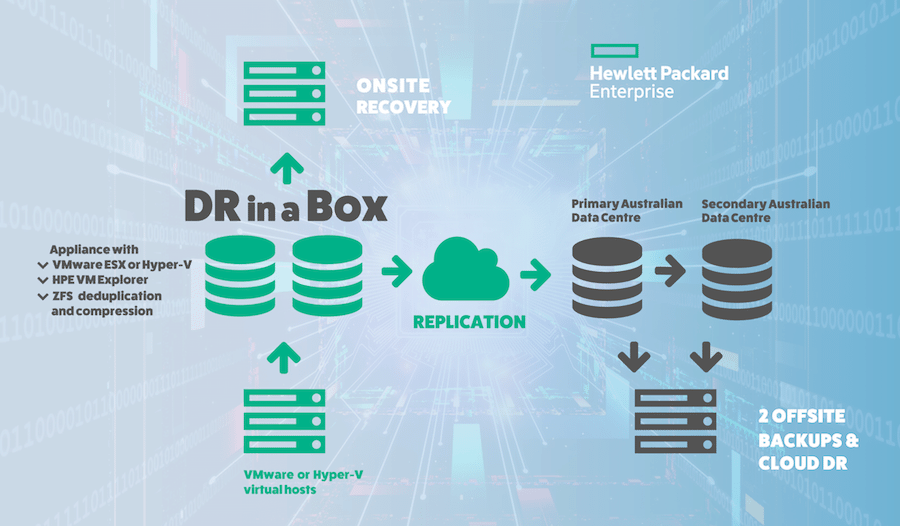 ONSITE
RECOVERY
Hewlett Packard
Enterprise
DR in a Box
Primary Australian
Data Centre
Secondary Australian
Data Centre
Appliance with
VMware ESX or Hyper-V
HPE VM Explorer
ZFS deduplication
and compression
REPLICATION
2 OFFSITE
BACKUPS &
CLOUD DR
VMware or Hyper-V
virtual hosts